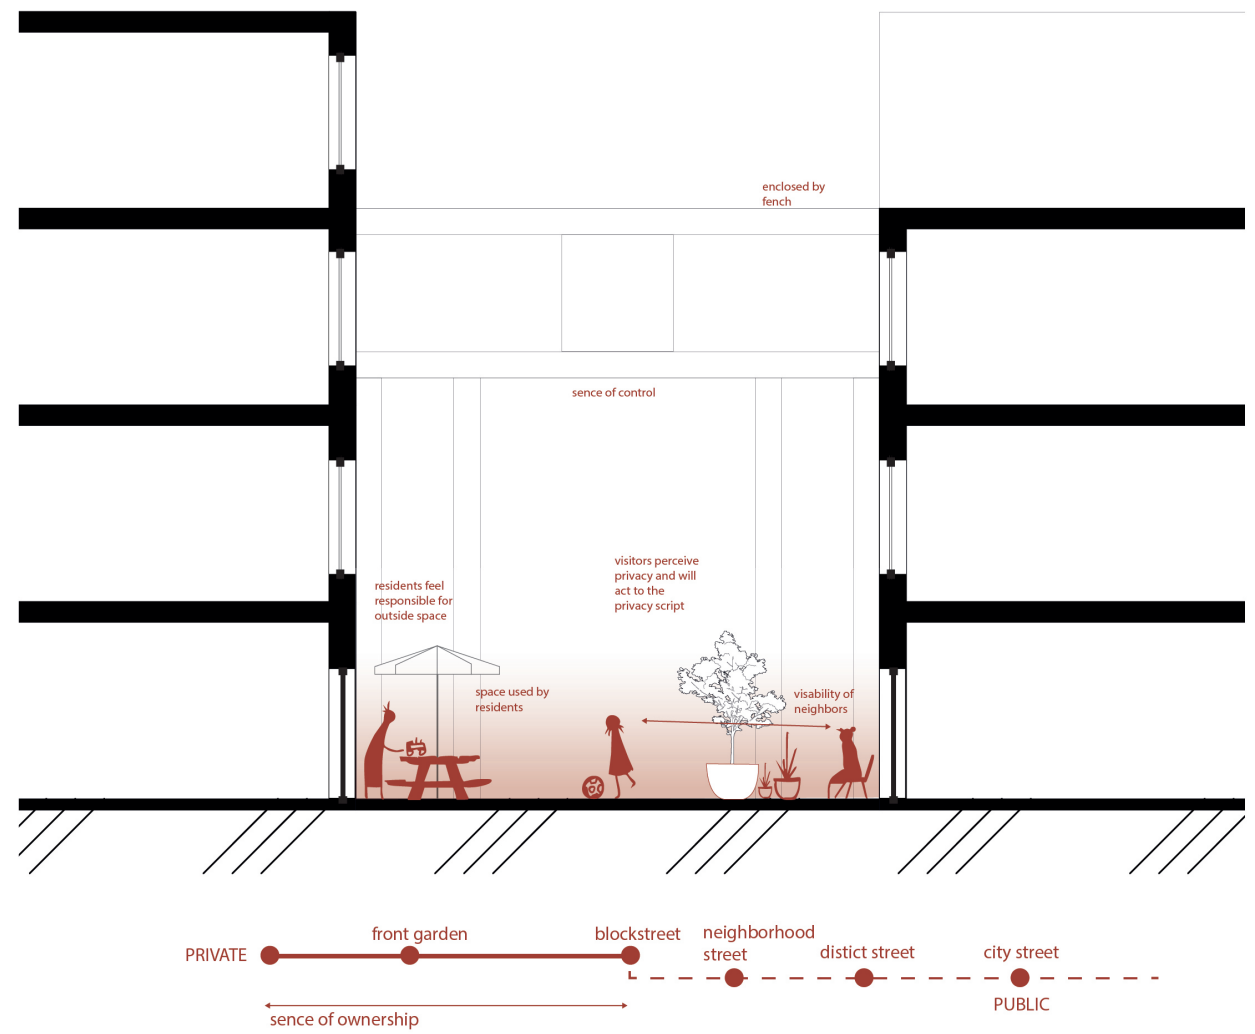 enclosed by
fench
sence of control
visitors perceive
privacy and will
act to the
privacy script
residents feel
responsible for
outside space
space used by
residents
visability of
neighbors
PRIVATE
front garden
blockstreet
neighborhood
street
distict street
city street
PUBLIC
sence of ownership